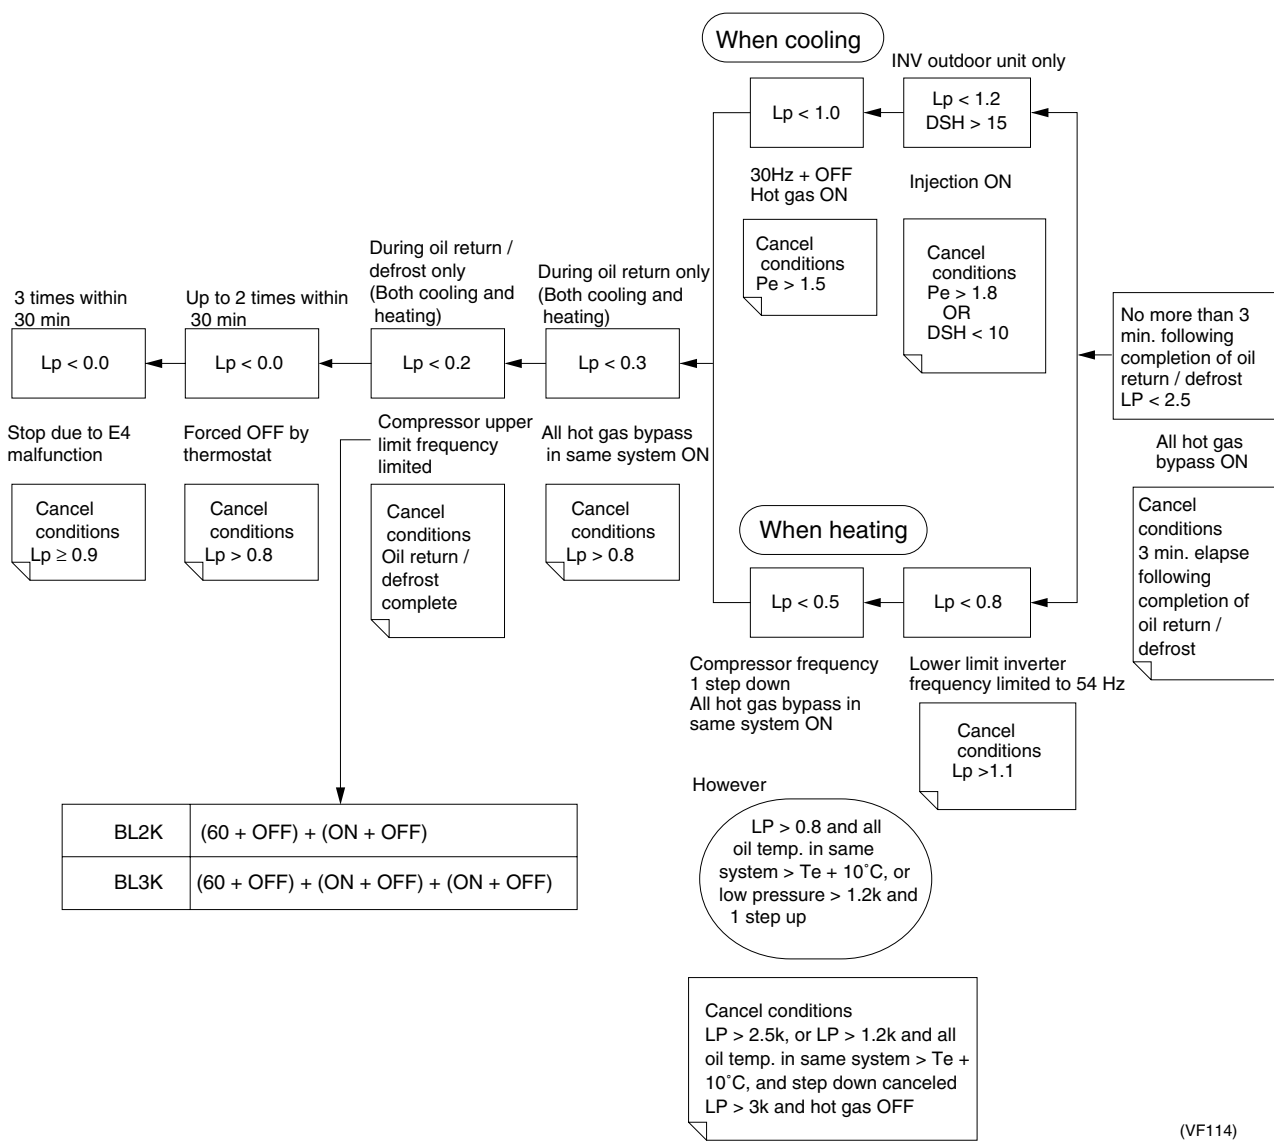 When cooling
INV outdoor unit only
Lp < 1.0
Lp < 1.2
DSH > 15
30Hz + OFF
Hot gas ON
Injection ON
Cancel
conditions
Pe > 1.5
Cancel
conditions
Pe > 1.8
OR
DSH < 10
3 times within
30 min
Up to 2 times within
30 min
During oil return /
defrost only
(Both cooling and
heating)
During oil return only
(Both cooling and
heating)
Lp < 0.0
Lp < 0.0
Lp < 0.2
Lp < 0.3
No more than 3
min. following
completion of oil
return / defrost
LP < 2.5
Stop due to E4
malfunction
Forced OFF by
thermostat
Compressor upper
limit frequency
limited
All hot gas bypass
in same system ON
All hot gas
bypass ON
Cancel
conditions
Lp ≥ 0.9
Cancel
conditions
Lp > 0.8
Cancel
conditions
Oil return /
defrost
complete
Cancel
conditions
Lp > 0.8
Cancel
conditions
3 min. elapse
following
completion of
oil return /
defrost
When heating
Lp < 0.5
Lp < 0.8
Compressor frequency
1 step down
All hot gas bypass in
same system ON
Lower limit inverter
frequency limited to 54 Hz
Cancel
conditions
Lp >1.1
However
LP > 0.8 and all
oil temp. in same
system > Te + 10˚C, or
low pressure > 1.2k and
1 step up
BL2K (60 + OFF) + (ON + OFF)
BL3K (60 + OFF) + (ON + OFF) + (ON + OFF)
Cancel conditions
LP > 2.5k, or LP > 1.2k and all
oil temp. in same system > Te +
10˚C, and step down canceled
LP > 3k and hot gas OFF
(VF114)